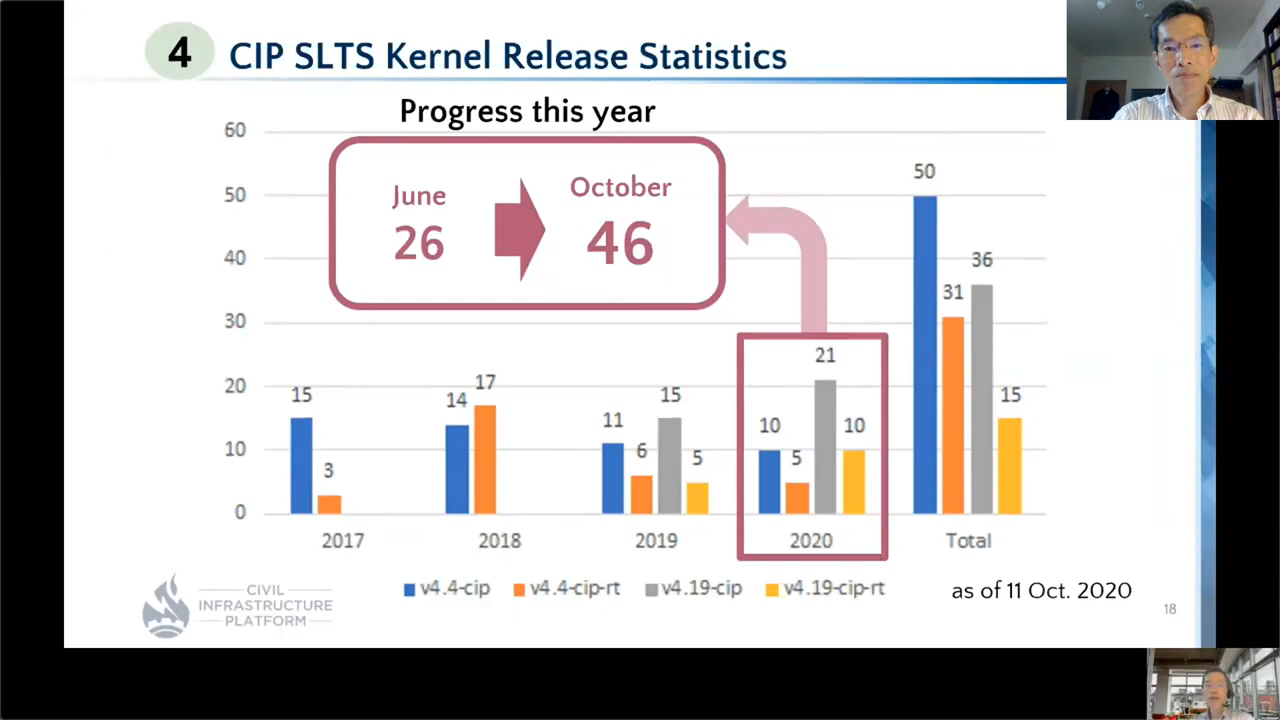 4 CIP SLTS Kernel Release Statistics
Progress this year
June
26
October
46
60
50
40
30
20
10
0
15
3
14
17
11
6
15
5
10
5
21
10
50
31
36
15
2017
2018
2019
2020
Total
v4.4-cip
v4.4-cip-rt
v4.19-cip
v4.19-cip-rt
as of 11 Oct. 2020
CIVIL
INFRASTRUCTURE
PLATFORM
18